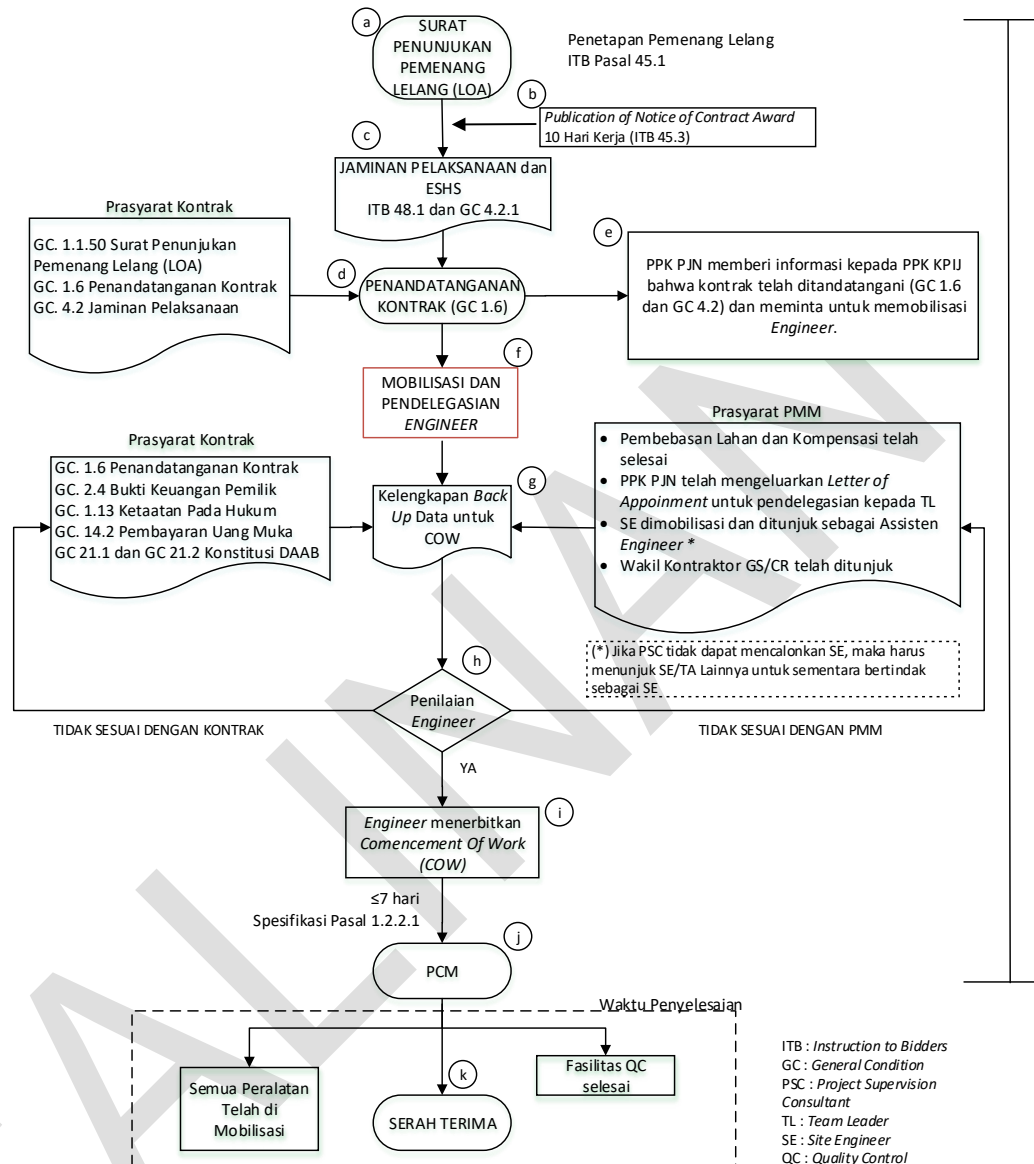 a
SURAT
PENUNJUKAN
PEMENANG
LELANG (LOA)
Penetapan Pemenang Lelang
ITB Pasal 45.1
b
Publication of Notice of Contract Award
10 Hari Kerja (ITB 45.3)
c
JAMINAN PELAKSANAAN dan
ESHS
ITB 48.1 dan GC 4.2.1
Prasyarat Kontrak
GC. 1.1.50 Surat Penunjukan
Pemenang Lelang (LOA)
GC. 1.6 Penandatanganan Kontrak
GC. 4.2 Jaminan Pelaksanaan
d
PENANDATANGANAN
KONTRAK (GC 1.6)
e
PPK PJN memberi informasi kepada PPK KPIJ
bahwa kontrak telah ditandatangani (GC 1.6
dan GC 4.2) dan meminta untuk memobilisasi
Engineer.
f
MOBILISASI DAN
PENDELEGASIAN
ENGINEER
Prasyarat Kontrak
GC. 1.6 Penandatanganan Kontrak
GC. 2.4 Bukti Keuangan Pemilik
GC. 1.13 Ketaatan Pada Hukum
GC. 14.2 Pembayaran Uang Muka
GC 21.1 dan GC 21.2 Konstitusi DAAB
g
Kelengkapan Back
Up Data untuk
COW
Prasyarat PMM
• Pembebasan Lahan dan Kompensasi telah
selesai
• PPK PJN telah mengeluarkan Letter of
Appoinment untuk pendelegasian kepada TL
• SE dimobilisasi dan ditunjuk sebagai Assisten
Engineer *
• Wakil Kontraktor GS/CR telah ditunjuk
(*) Jika PSC tidak dapat mencalonkan SE, maka harus
menunjuk SE/TA Lainnya untuk sementara bertindak
sebagai SE
h
Penilaian
Engineer
TIDAK SESUAI DENGAN KONTRAK
TIDAK SESUAI DENGAN PMM
YA
i
Engineer menerbitkan
Comencement Of Work
(COW)
≤7 hari
Spesifikasi Pasal 1.2.2.1
j
PCM
Waktu Penyelesaian
Semua Peralatan
Telah di
Mobilisasi
k
SERAH TERIMA
Fasilitas QC
selesai
ITB : Instruction to Bidders
GC : General Condition
PSC : Project Supervision
Consultant
TL : Team Leader
SE : Site Engineer
QC : Quality Control
SALINAN